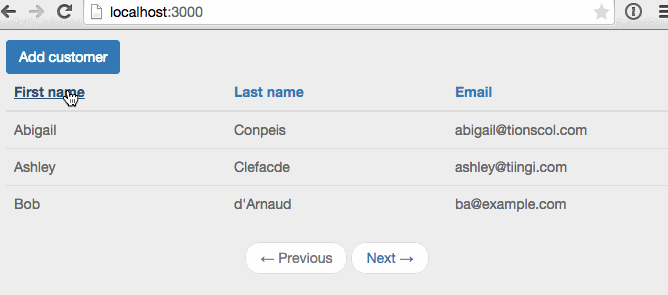 localhost:3000
Add customer
First name Last name Email
Abigail Conpeis abigail@tionscol.com
Ashley Clefacde ashley@tiingi.com
Bob d'Arnaud ba@example.com
← Previous Next →